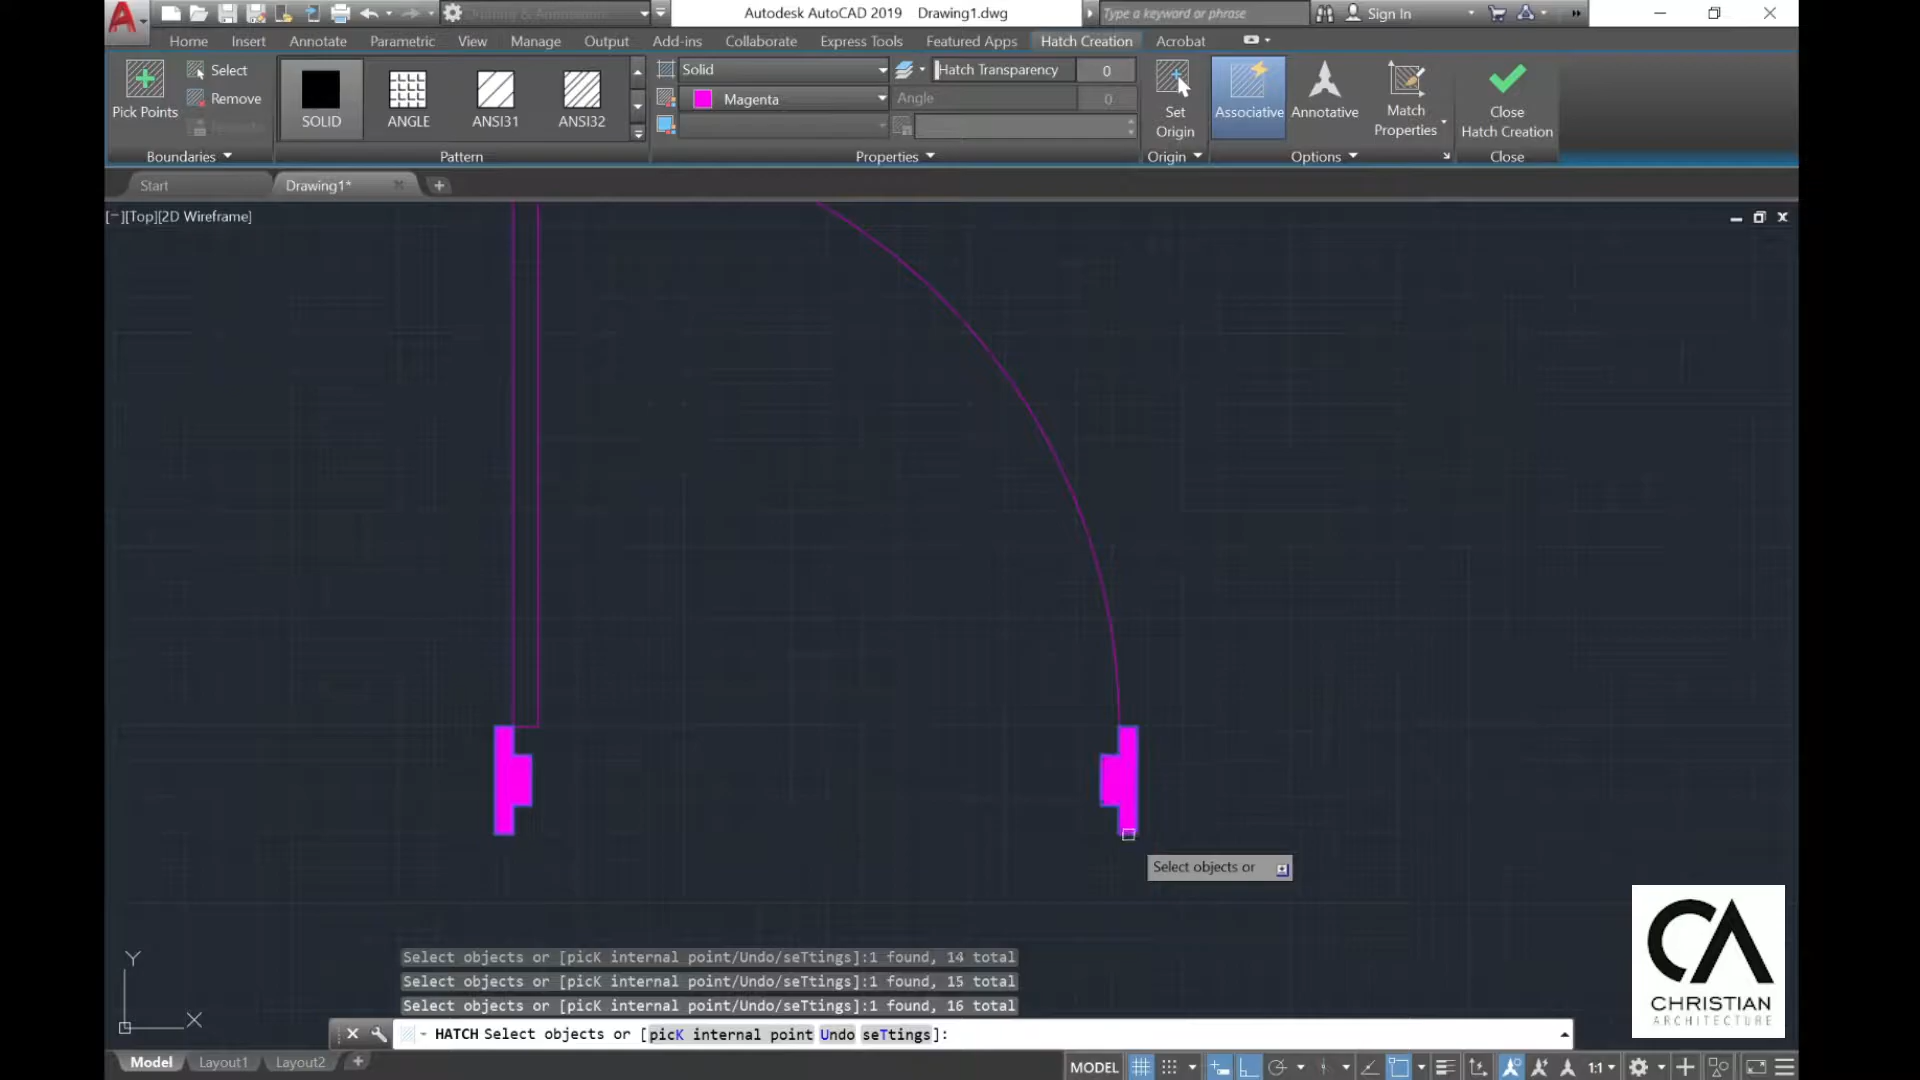 Drafting & Annotation
Autodesk AutoCAD 2019 Drawing1.dwg
Type a keyword or phrase
Sign In
Home Insert Annotate Parametric View Manage Output Add-ins Collaborate Express Tools Featured Apps Hatch Creation Acrobat
Pick Points
Select
Remove
SOLID
ANGLE
ANSI31
ANSI32
Solid
Magenta
Hatch Transparency 0
Angle 0
Set Origin
Associative
Annotative
Match Properties
Close Hatch Creation
Boundaries Pattern Properties Origin Options Close
Start Drawing1* +
[−][Top][2D Wireframe]
Select objects or
Y
X
Select objects or [picK internal point/Undo/seTtings]:1 found, 14 total
Select objects or [picK internal point/Undo/seTtings]:1 found, 15 total
Select objects or [picK internal point/Undo/seTtings]:1 found, 16 total
HATCH Select objects or [picK internal point Undo seTtings]:
CA
CHRISTIAN
ARCHITECTURE
Model Layout1 Layout2 +
MODEL 1:1